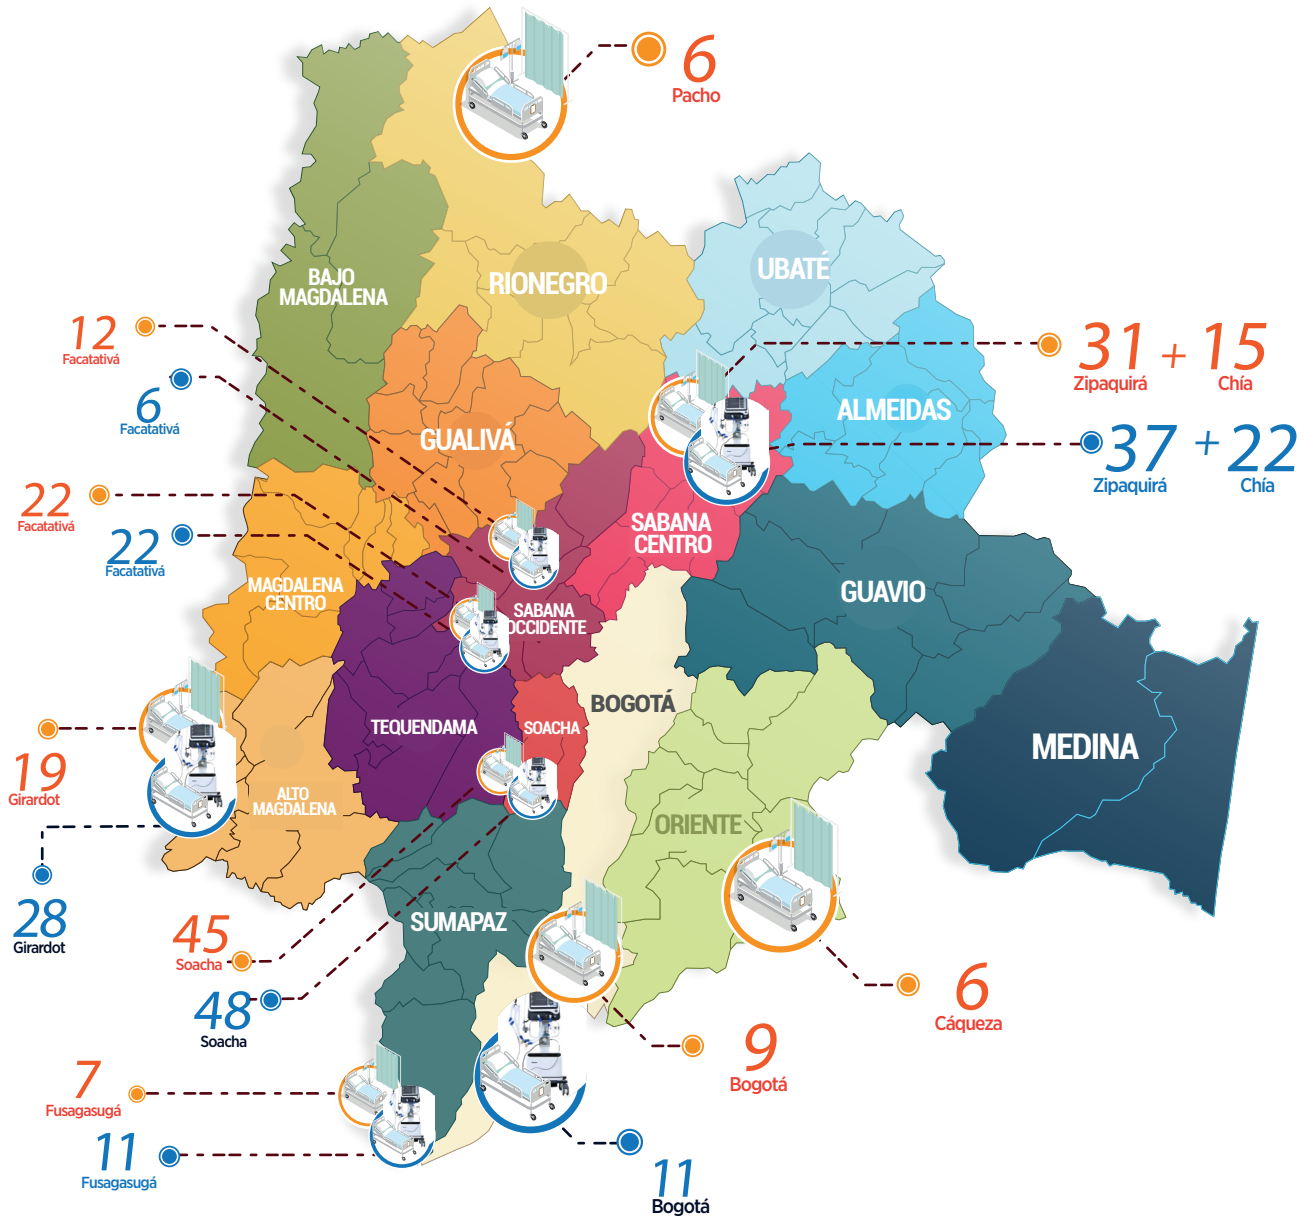 6
Pacho
BAJO
MAGDALENA
RIONEGRO
UBATÉ
12
Facatativá
6
Facatativá
31 + 15
Zipaquirá Chía
37 + 22
Zipaquirá Chía
ALMEIDAS
GUALIVÁ
22
Facatativá
22
Facatativá
SABANA
CENTRO
MAGDALENA
CENTRO
SABANA
OCCIDENTE
GUAVIO
BOGOTÁ
TEQUENDAMA
SOACHA
MEDINA
19
Girardot
ALTO
MAGDALENA
ORIENTE
28
Girardot
SUMAPAZ
45
Soacha
48
Soacha
6
Cáqueza
9
Bogotá
7
Fusagasugá
11
Fusagasugá
11
Bogotá